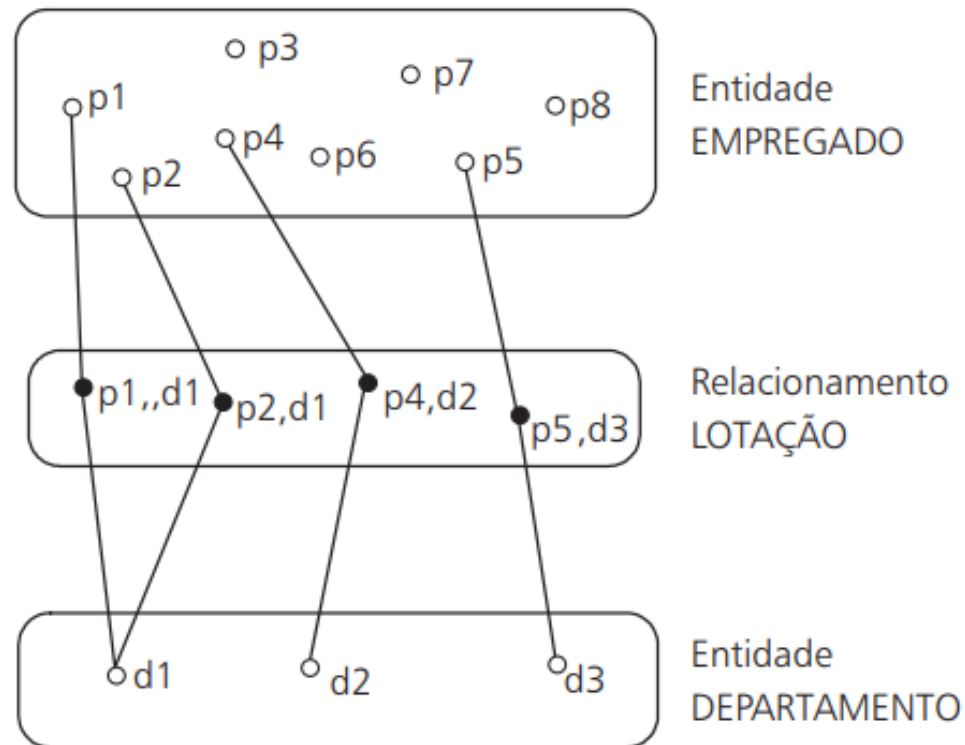 p3
p7
p1
p8
p4
p6
p5
p2
Entidade
EMPREGADO
p1,,d1
p2,d1
p4,d2
p5,d3
Relacionamento
LOTAÇÃO
d1
d2
d3
Entidade
DEPARTAMENTO